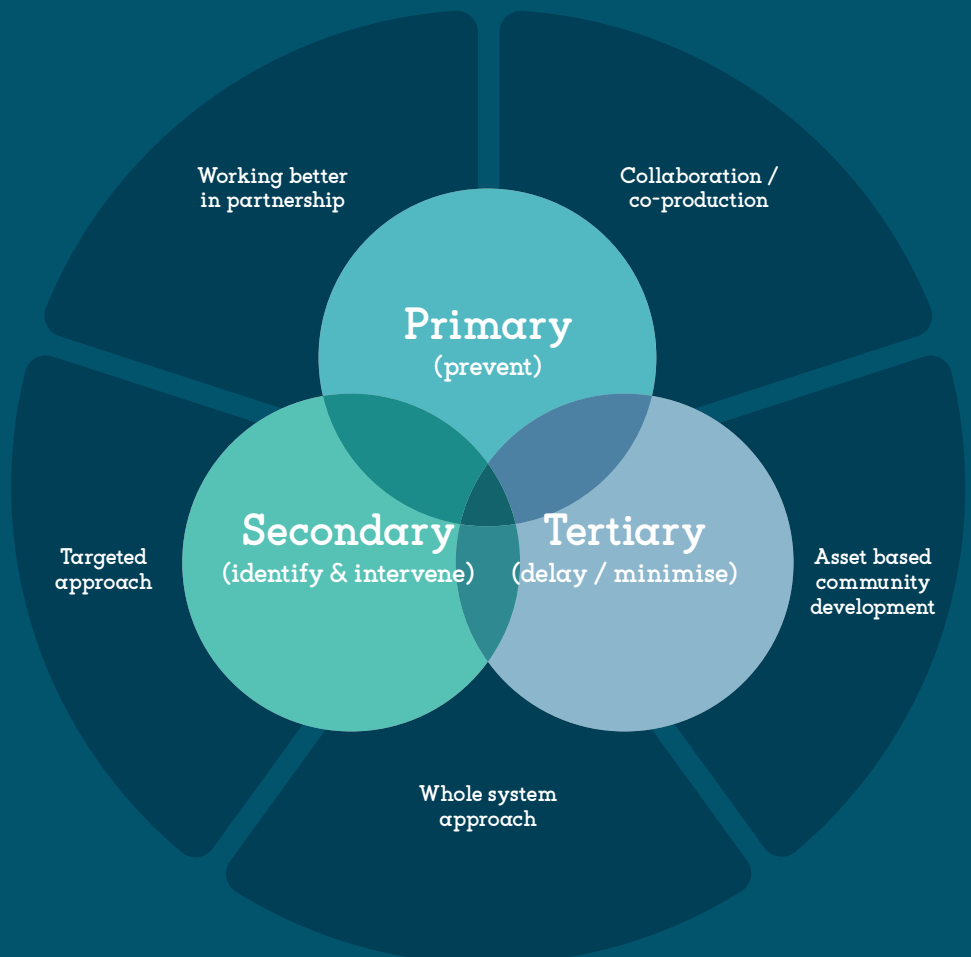 Working better
in partnership
Collaboration /
co-production
Primary
(prevent)
Secondary
(identify & intervene)
Tertiary
(delay / minimise)
Targeted
approach
Asset based
community
development
Whole system
approach